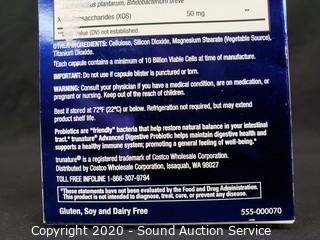 plantarum, Bifidobacterium breve
saccharides (XOS) 50 mg **
Value (DV) not established.
OTHER INGREDIENTS: Cellulose, Silicon Dioxide, Magnesium Stearate (Vegetable Source),
Titanium Dioxide.
*Each capsule contains a minimum of 10 Billion Viable Cells at time of manufacture.
IMPORTANT: Do not use if capsule blister is punctured or torn.
WARNING: Consult your physician if you have a medical condition, are on medication, or
pregnant or nursing. Keep out of the reach of children.
Best if stored at 72°F (22°C) or below. Refrigeration not required, but may extend
product shelf life.
Probiotics are "friendly" bacteria that help restore natural balance in your intestinal
tract.* trunature® Advanced Digestive Probiotic helps maintain digestive health and
supports a healthy immune system; promoting a general feeling of well-being.*
trunature® is a registered trademark of Costco Wholesale Corporation.
Distributed by Costco Wholesale Corporation, Issaquah, WA 98027
TOLL FREE INFOLINE 1-866-307-9794
*These statements have not been evaluated by the Food and Drug Administration.
This product is not intended to diagnose, treat, cure, or prevent any disease.
Gluten, Soy and Dairy Free
555-000070
Copyright 2020 - Sound Auction Service